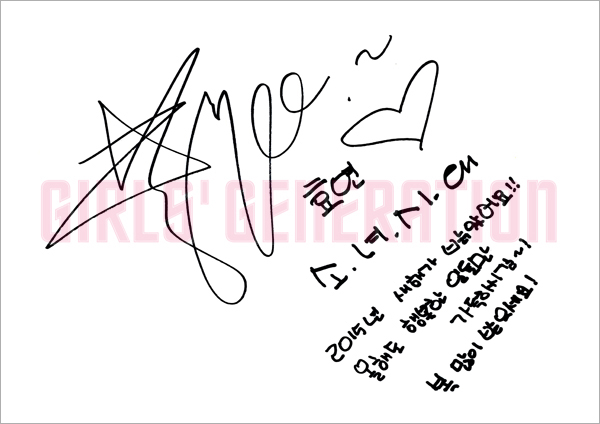 GIRLS' GENERATION
효연
소.녀.시.대
2015년 새해가 밝았어요!!
올해도 행복한 일들만
가득하시길~!
복 많이 받으세요!